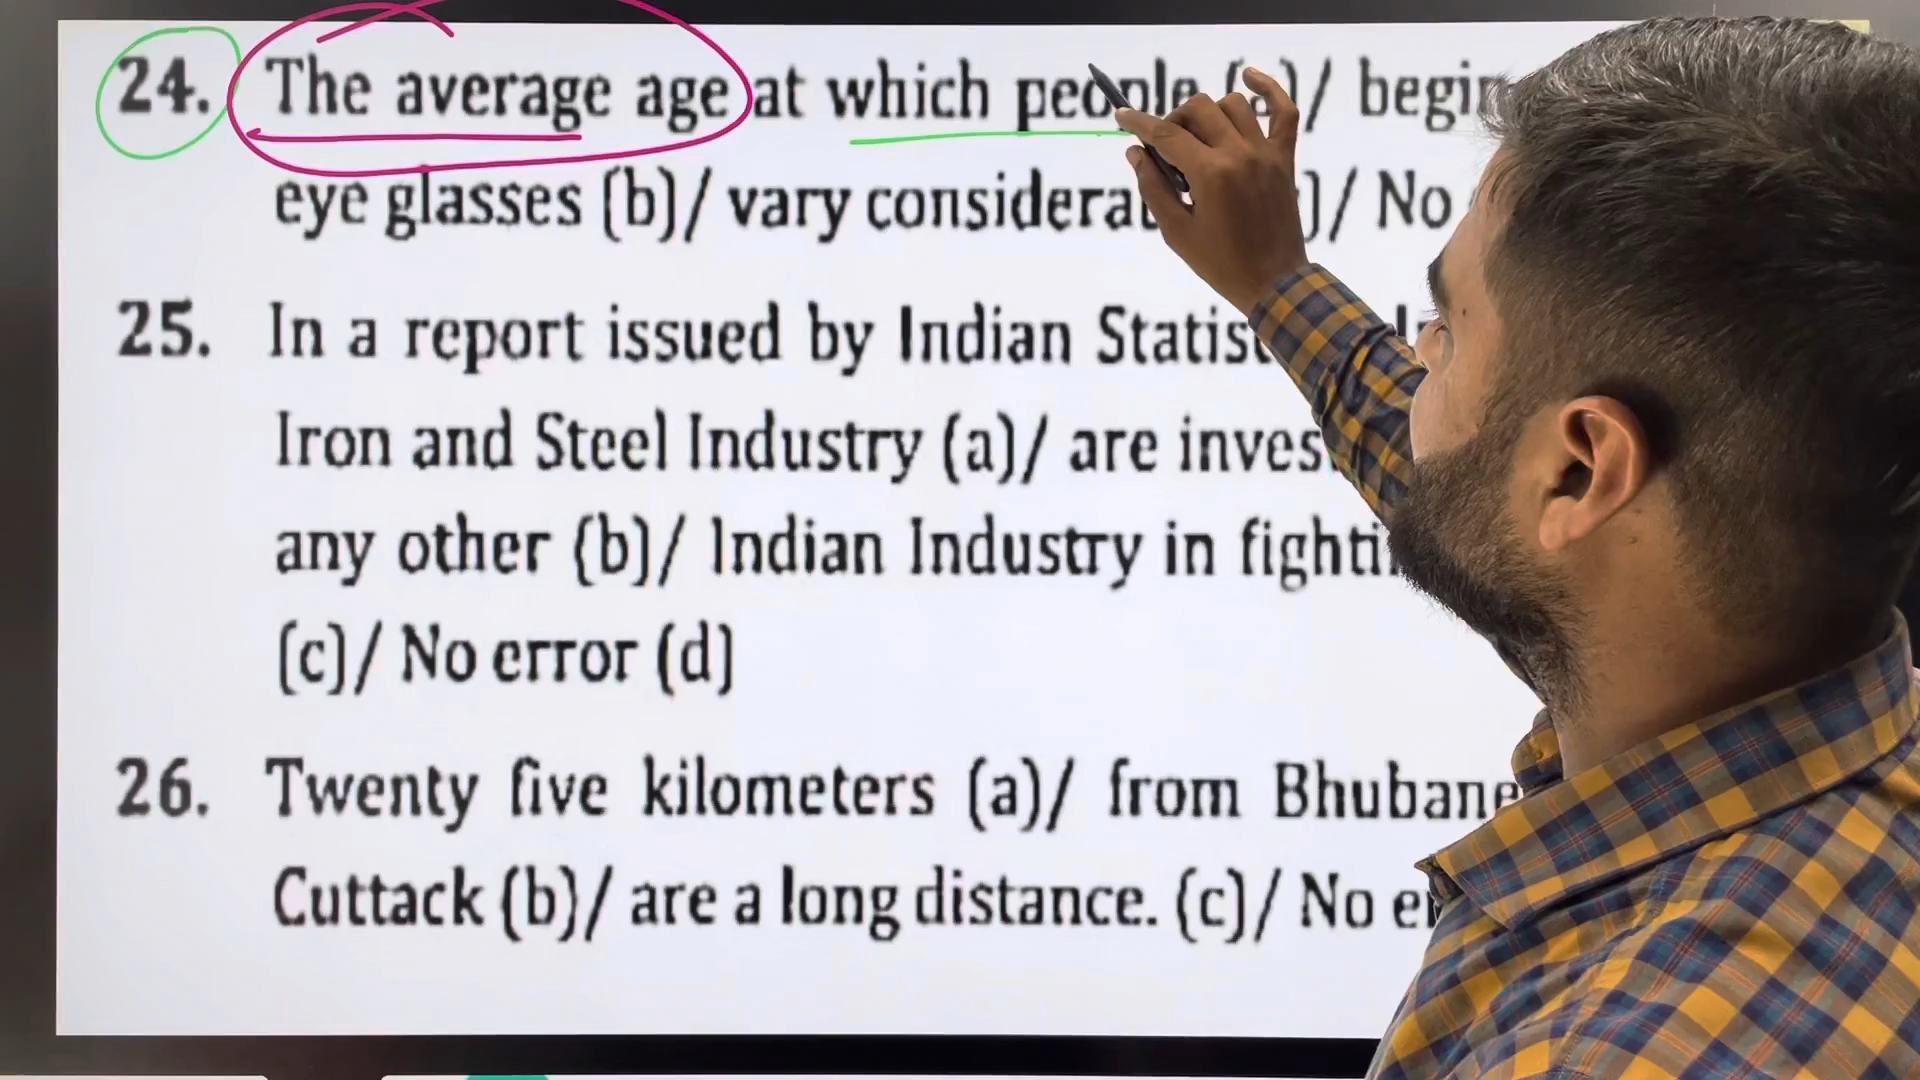 24. The average age at which people (a)/ begin
eye glasses (b)/ vary considera )/ No
25. In a report issued by Indian Statis
Iron and Steel Industry (a)/ are inves
any other (b)/ Indian Industry in fighti
(c)/ No error (d)
26. Twenty five kilometers (a)/ from Bhubane
Cuttack (b)/ are a long distance. (c)/ No er